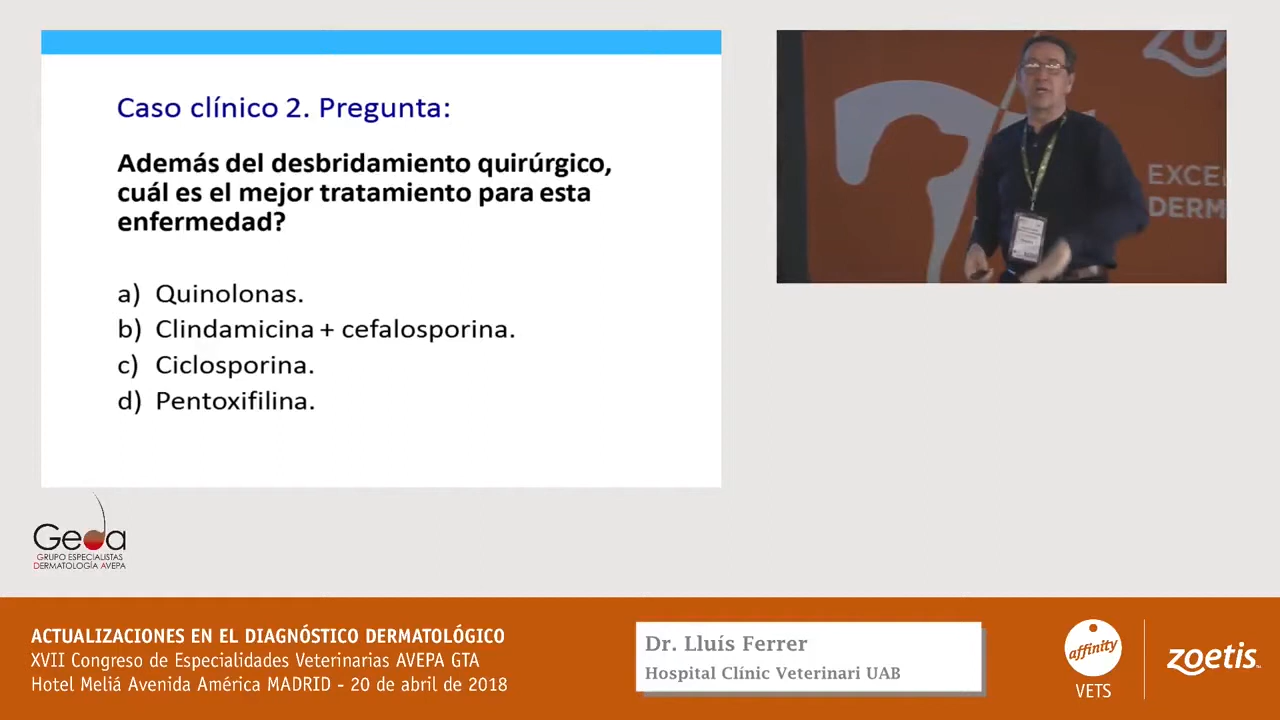 Caso clínico 2. Pregunta:
Además del desbridamiento quirúrgico,
cuál es el mejor tratamiento para esta
enfermedad?
a) Quinolonas.
b) Clindamicina + cefalosporina.
c) Ciclosporina.
d) Pentoxifilina.
EXCE
DERM
Geda
GRUPO ESPECIALISTAS
DERMATOLOGÍA AVEPA
ACTUALIZACIONES EN EL DIAGNÓSTICO DERMATOLÓGICO
XVII Congreso de Especialidades Veterinarias AVEPA GTA
Hotel Meliá Avenida América MADRID - 20 de abril de 2018
Dr. Lluís Ferrer
Hospital Clínic Veterinari UAB
affinity
VETS
zoetis